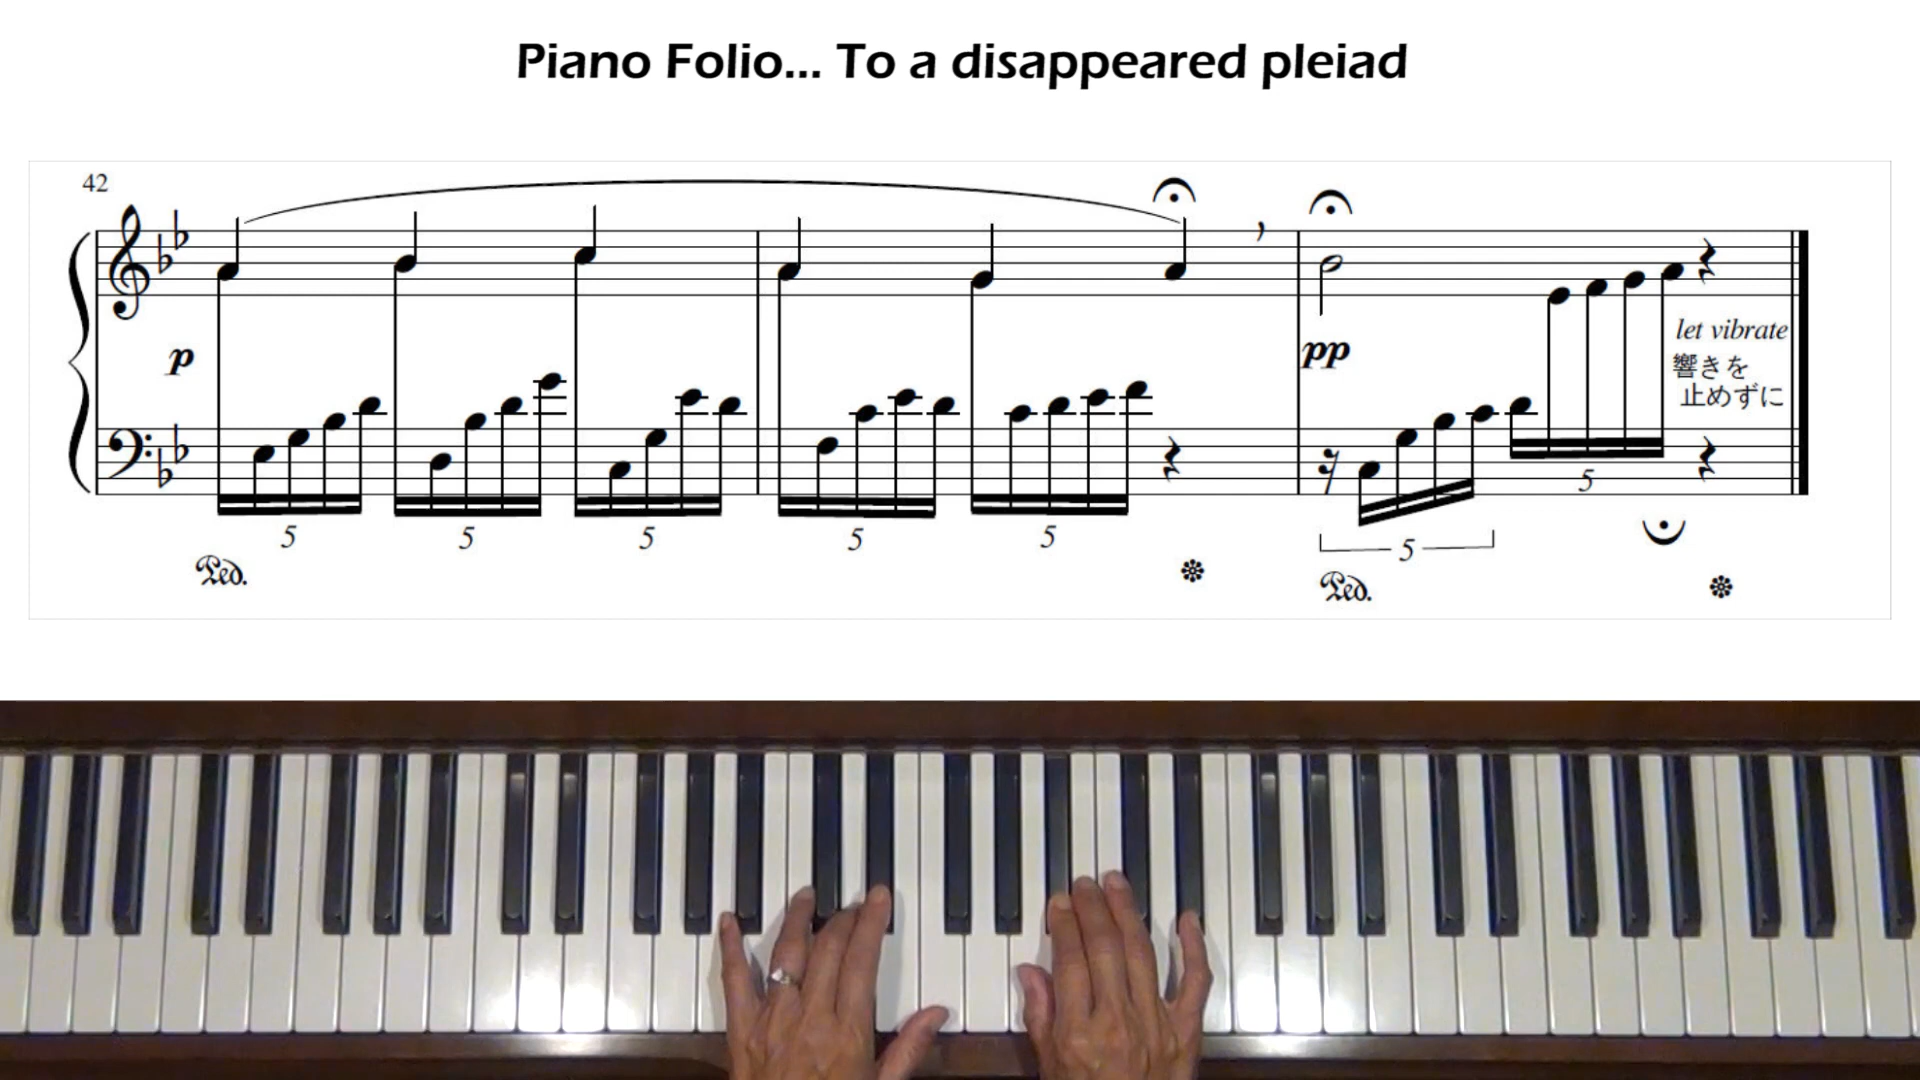 Piano Folio... To a disappeared pleiad
42
p
pp
let vibrate
響きを
止めずに
5
5 5 5 5 5
5
Ped. Ped.